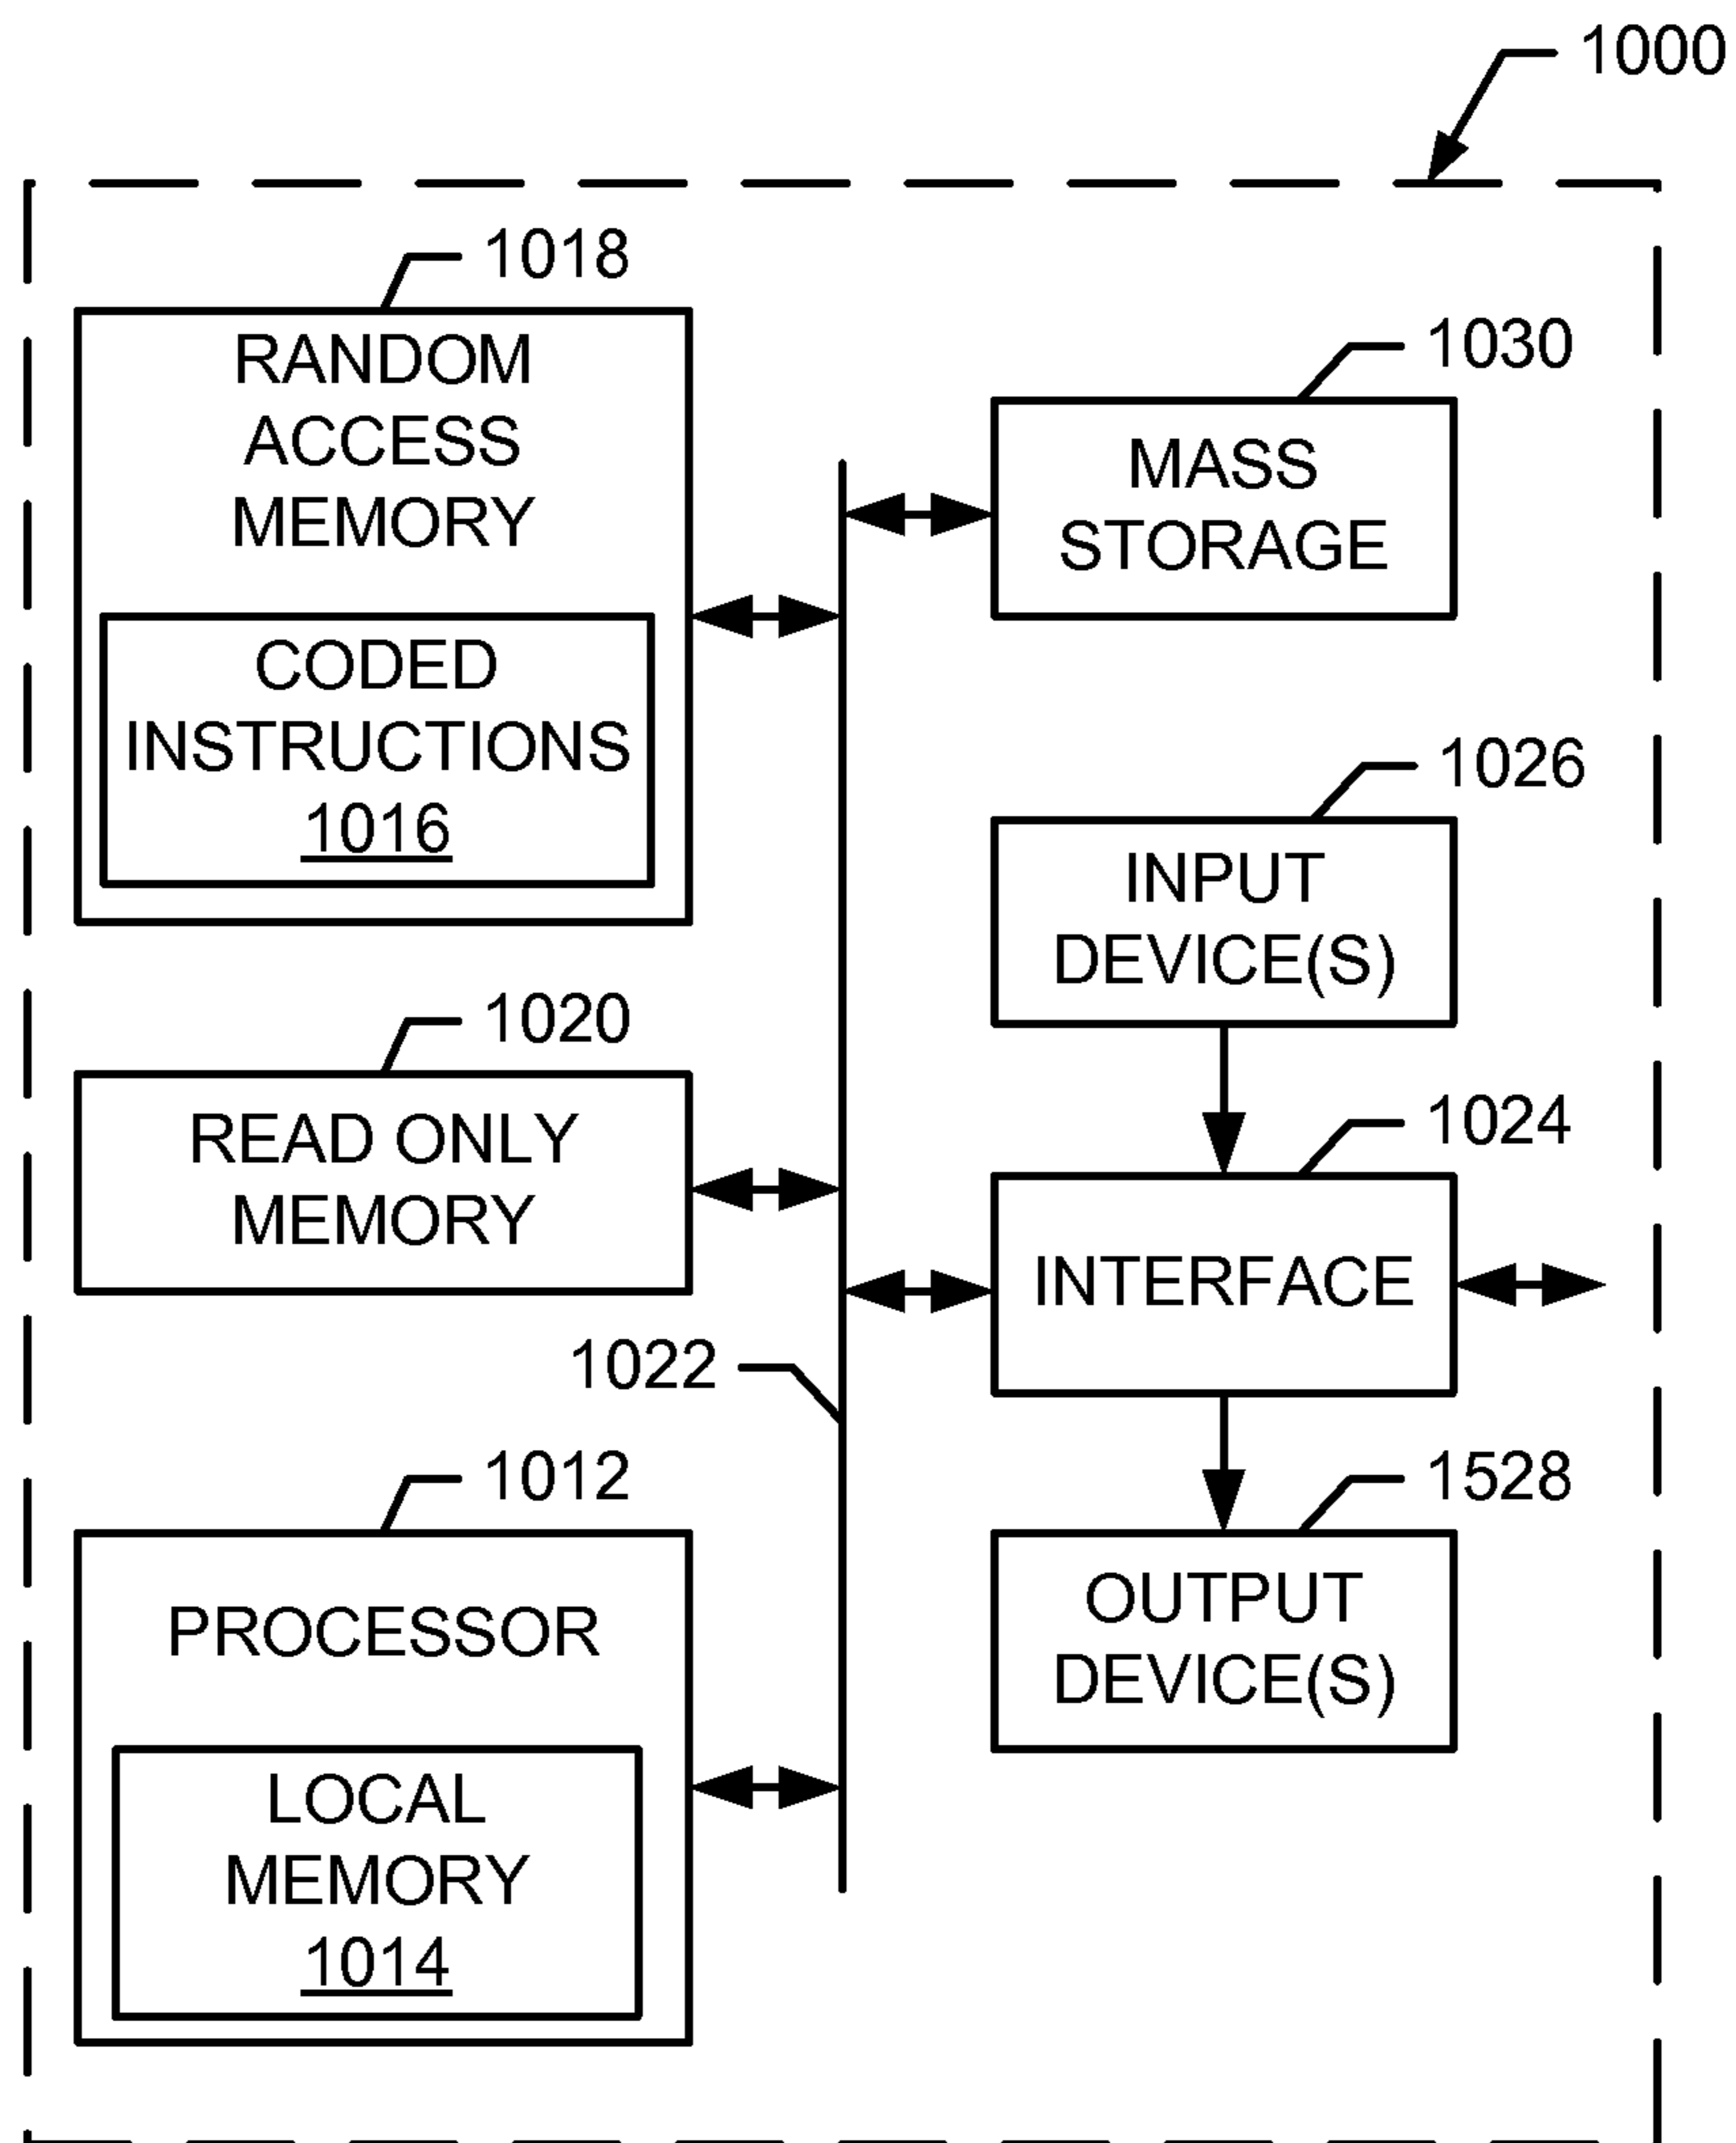 1000
1018
RANDOM
ACCESS
MEMORY
CODED
INSTRUCTIONS
1016
1030
MASS
STORAGE
1026
INPUT
DEVICE(S)
1020
READ ONLY
MEMORY
1024
INTERFACE
1022
1012
PROCESSOR
LOCAL
MEMORY
1014
1528
OUTPUT
DEVICE(S)